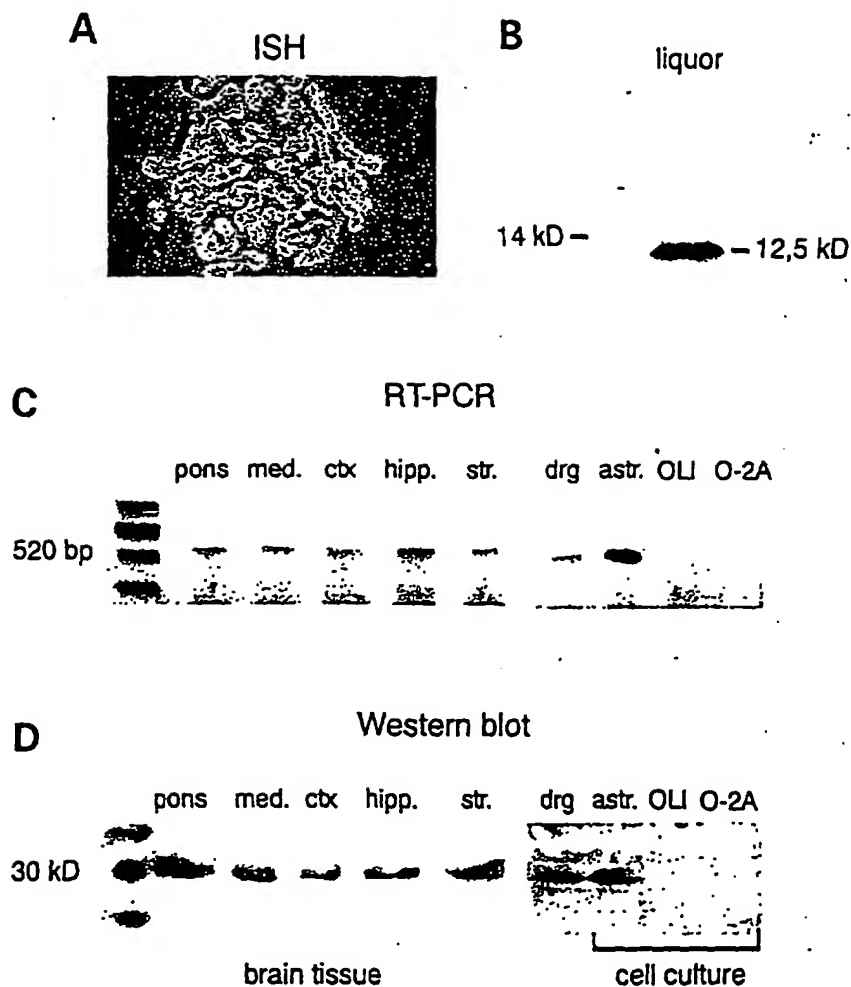 A
ISH
B
liquor
14 kD
12,5 kD
C
RT-PCR
pons med. ctx hipp. str. drg astr. OLI O-2A
520 bp
D
Western blot
pons med. ctx hipp. str. drg astr. OLI O-2A
30 kD
brain tissue
cell culture